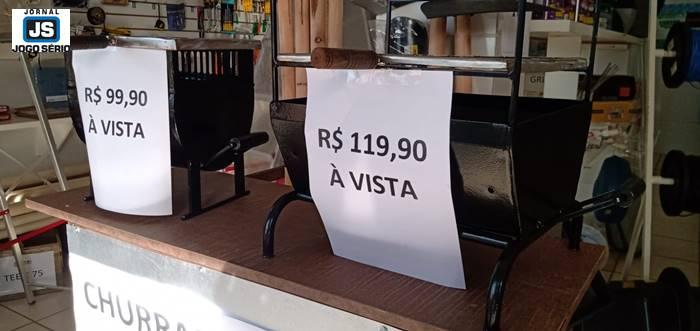 JORNAL
JS
JOGO SÉRIO
R$ 99,90
À VISTA
R$ 119,90
À VISTA
CHURRA